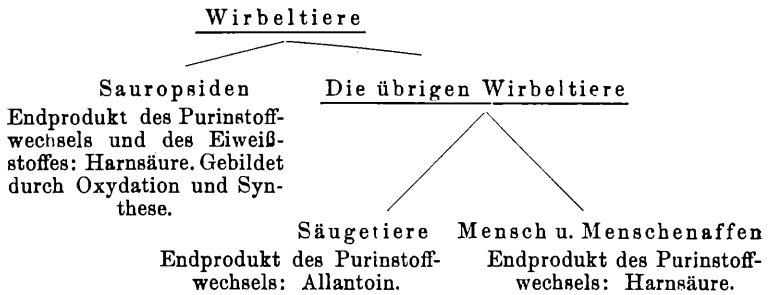 Wirbeltiere
Sauropsiden
Endprodukt des Purinstoff-
wechsels und des Eiweiß-
stoffes: Harnsäure. Gebildet
durch Oxydation und Syn-
these.
Die übrigen Wirbeltiere
Säugetiere
Endprodukt des Purinstoff-
wechsels: Allantoin.
Mensch u. Menschenaffen
Endprodukt des Purinstoff-
wechsels: Harnsäure.